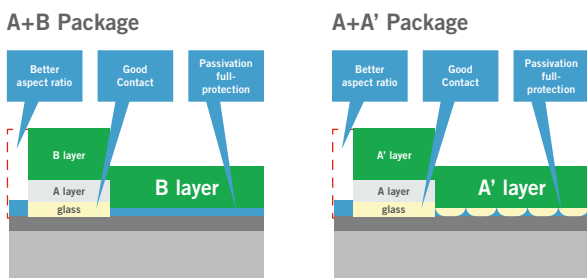 A+B Package
Better
aspect ratio
Good
Contact
Passivation
full-
protection
B layer
A layer
glass
B layer
A+A' Package
Better
aspect ratio
Good
Contact
Passivation
full-
protection
A' layer
A layer
glass
A' layer